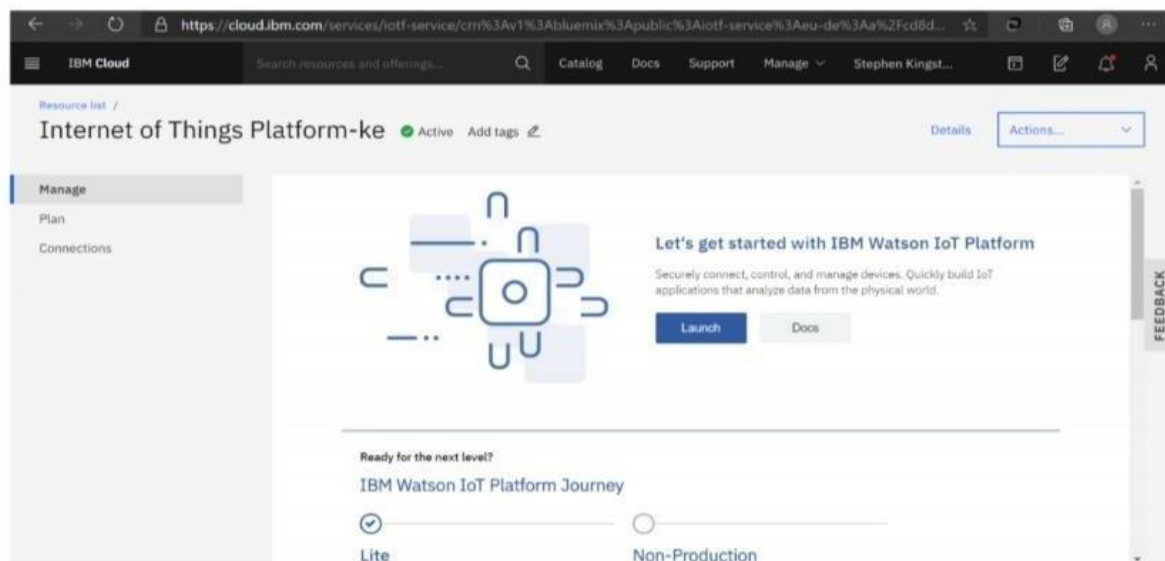 https://cloud.ibm.com/services/iotf-service/crn%3Av1%3Abluemix%3Apublic%3Aiotf-service%3Aeu-de%3Aa%2Fcd8d...
IBM Cloud Search resources and offerings... Catalog Docs Support Manage Stephen Kingst...
Resource list /
Internet of Things Platform-ke Active Add tags Details Actions...
Manage
Plan
Connections
Let's get started with IBM Watson IoT Platform
Securely connect, control, and manage devices. Quickly build IoT
applications that analyze data from the physical world.
Launch Docs
FEEDBACK
Ready for the next level?
IBM Watson IoT Platform Journey
Lite Non-Production